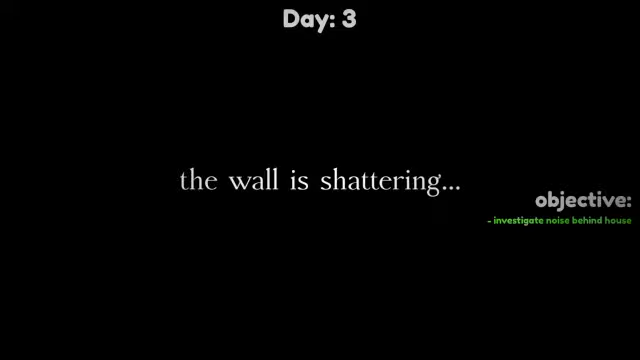 Day: 3
the wall is shattering...
objective:
- investigate noise behind house